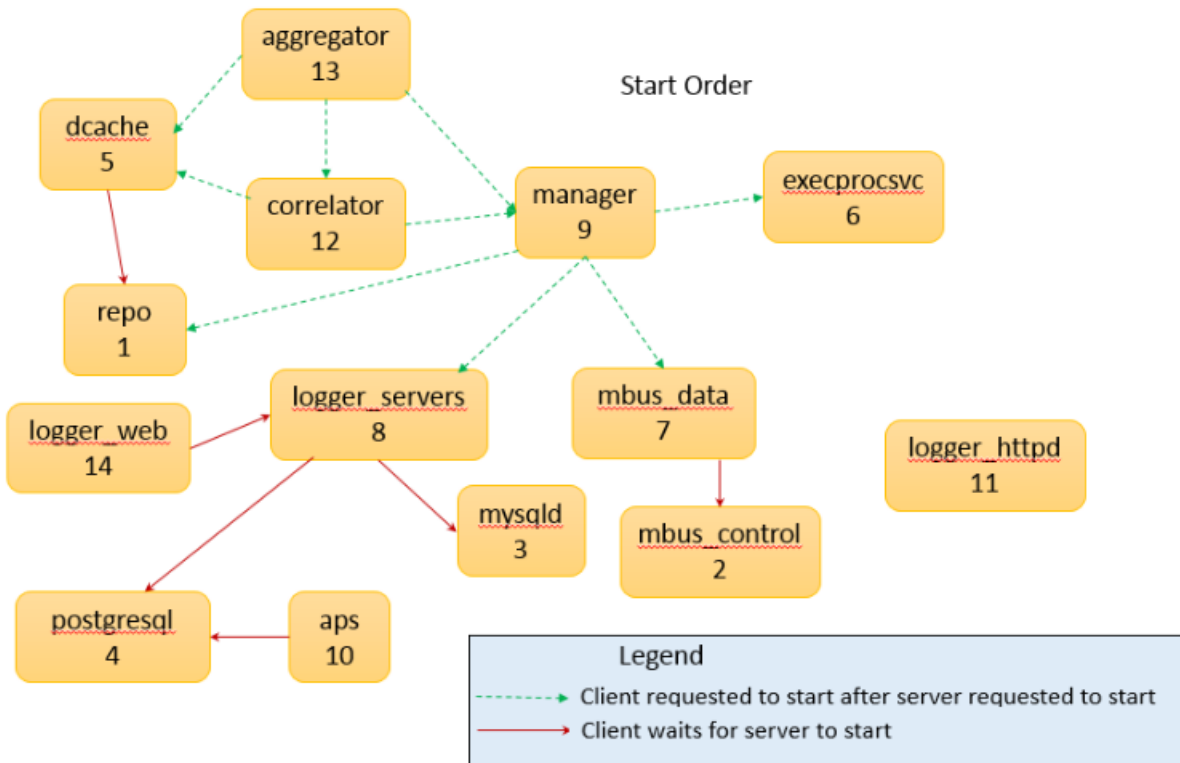 aggregator
13
Start Order
dcache
5
execprocsvc
6
manager
9
correlator
12
repo
1
logger_servers
8
mbus_data
7
logger_web
14
logger_httpd
11
mysqld
3
mbus_control
2
postgresql
4
aps
10
Legend
Client requested to start after server requested to start
Client waits for server to start